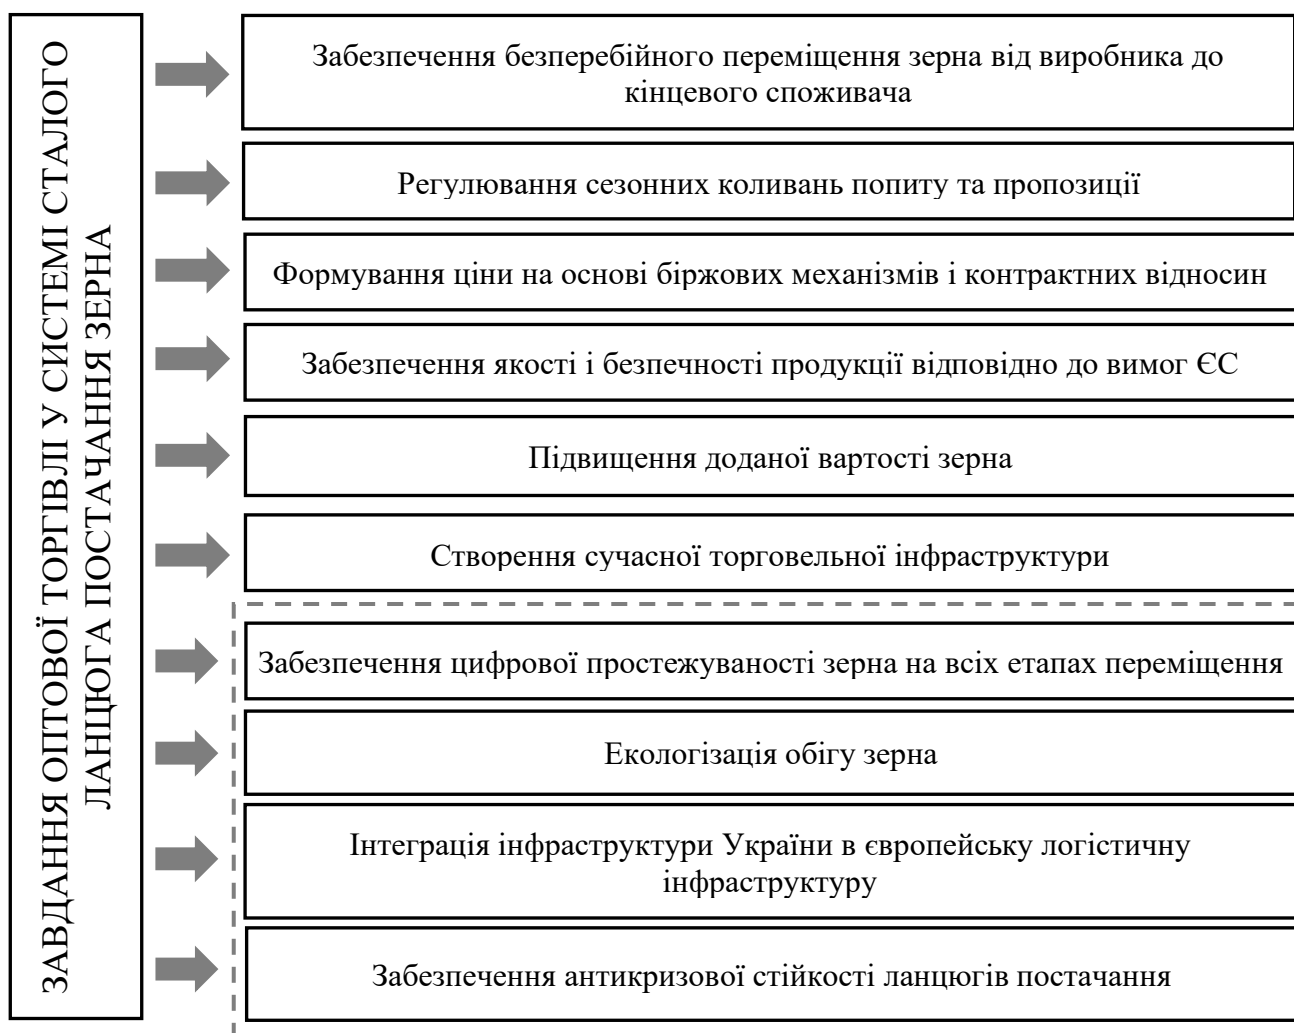 ЗАВДАННЯ ОПТОВОЇ ТОРГІВЛІ У СИСТЕМІ СТАЛОГО
ЛАНЦЮГА ПОСТАЧАННЯ ЗЕРНА
Забезпечення безперебійного переміщення зерна від виробника до
кінцевого споживача
Регулювання сезонних коливань попиту та пропозиції
Формування ціни на основі біржових механізмів і контрактних відносин
Забезпечення якості і безпечності продукції відповідно до вимог ЄС
Підвищення доданої вартості зерна
Створення сучасної торговельної інфраструктури
Забезпечення цифрової простежуваності зерна на всіх етапах переміщення
Екологізація обігу зерна
Інтеграція інфраструктури України в європейську логістичну
інфраструктуру
Забезпечення антикризової стійкості ланцюгів постачання